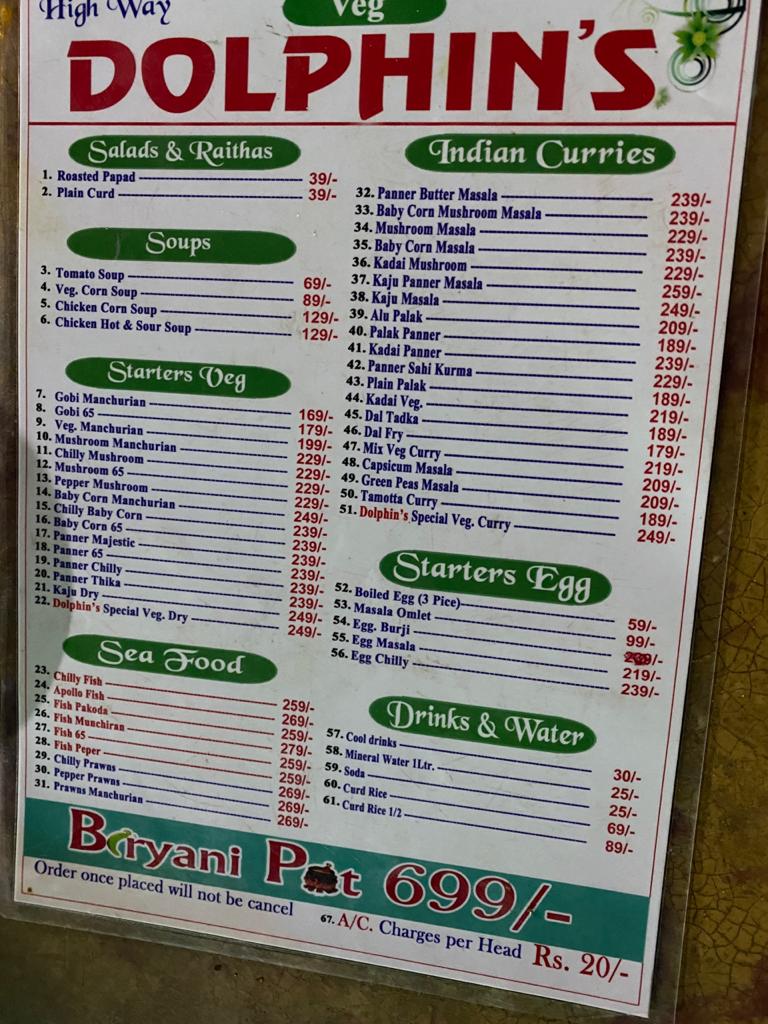 High Way
Veg
DOLPHIN'S
Salads & Raithas
1. Roasted Papad 39/-
2. Plain Curd 39/-
Soups
3. Tomato Soup 69/-
4. Veg. Corn Soup 89/-
5. Chicken Corn Soup 129/-
6. Chicken Hot & Sour Soup 129/-
Starters Veg
7. Gobi Manchurian 169/-
8. Gobi 65 179/-
9. Veg. Manchurian 199/-
10. Mushroom Manchurian 229/-
11. Chilly Mushroom 229/-
12. Mushroom 65 229/-
13. Pepper Mushroom 229/-
14. Baby Corn Manchurian 249/-
15. Chilly Baby Corn 239/-
16. Baby Corn 65 239/-
17. Panner Majestic 239/-
18. Panner 65 239/-
19. Panner Chilly 239/-
20. Panner Thika 239/-
21. Kaju Dry 249/-
22. Dolphin's Special Veg. Dry 249/-
Sea Food
23. Chilly Fish 259/-
24. Apollo Fish 269/-
25. Fish Pakoda 259/-
26. Fish Munchiran 279/-
27. Fish 65 259/-
28. Fish Peper 259/-
29. Chilly Prawns 269/-
30. Pepper Prawns 269/-
31. Prawns Manchurian 269/-
Indian Curries
32. Panner Butter Masala 239/-
33. Baby Corn Mushroom Masala 239/-
34. Mushroom Masala 229/-
35. Baby Corn Masala 239/-
36. Kadai Mushroom 229/-
37. Kaju Panner Masala 259/-
38. Kaju Masala 249/-
39. Alu Palak 209/-
40. Palak Panner 189/-
41. Kadai Panner 239/-
42. Panner Sahi Kurma 229/-
43. Plain Palak 189/-
44. Kadai Veg. 219/-
45. Dal Tadka 189/-
46. Dal Fry 179/-
47. Mix Veg Curry 219/-
48. Capsicum Masala 209/-
49. Green Peas Masala 209/-
50. Tamotta Curry 189/-
51. Dolphin's Special Veg. Curry 249/-
Starters Egg
52. Boiled Egg (3 Pice) 59/-
53. Masala Omlet 99/-
54. Egg. Burji
55. Egg Masala 219/-
56. Egg Chilly 239/-
Drinks & Water
57. Cool drinks 30/-
58. Mineral Water 1Ltr. 25/-
59. Soda 25/-
60. Curd Rice 69/-
61. Curd Rice 1/2 89/-
Biryani Pot 699/-
Order once placed will not be cancel
67. A/C. Charges per Head Rs. 20/-